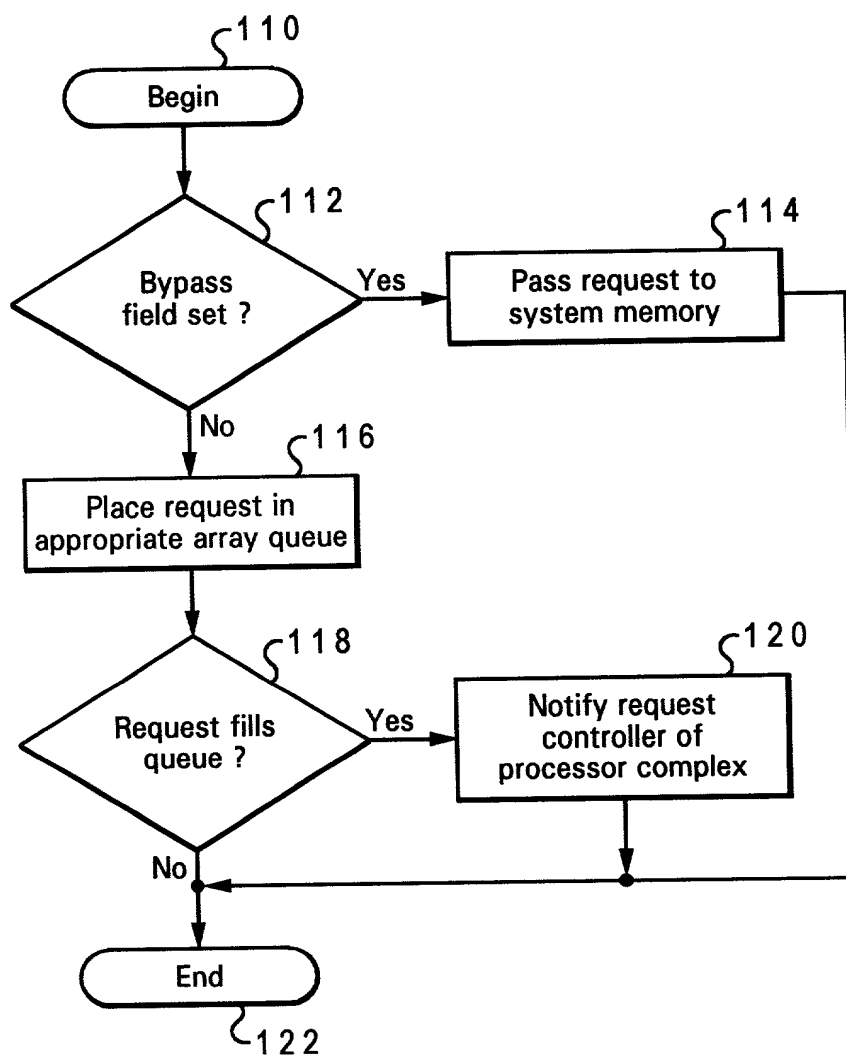 110
Begin
112
Bypass
field set ?
Yes
114
Pass request to
system memory
No
116
Place request in
appropriate array queue
118
Request fills
queue ?
Yes
120
Notify request
controller of
processor complex
No
End
122